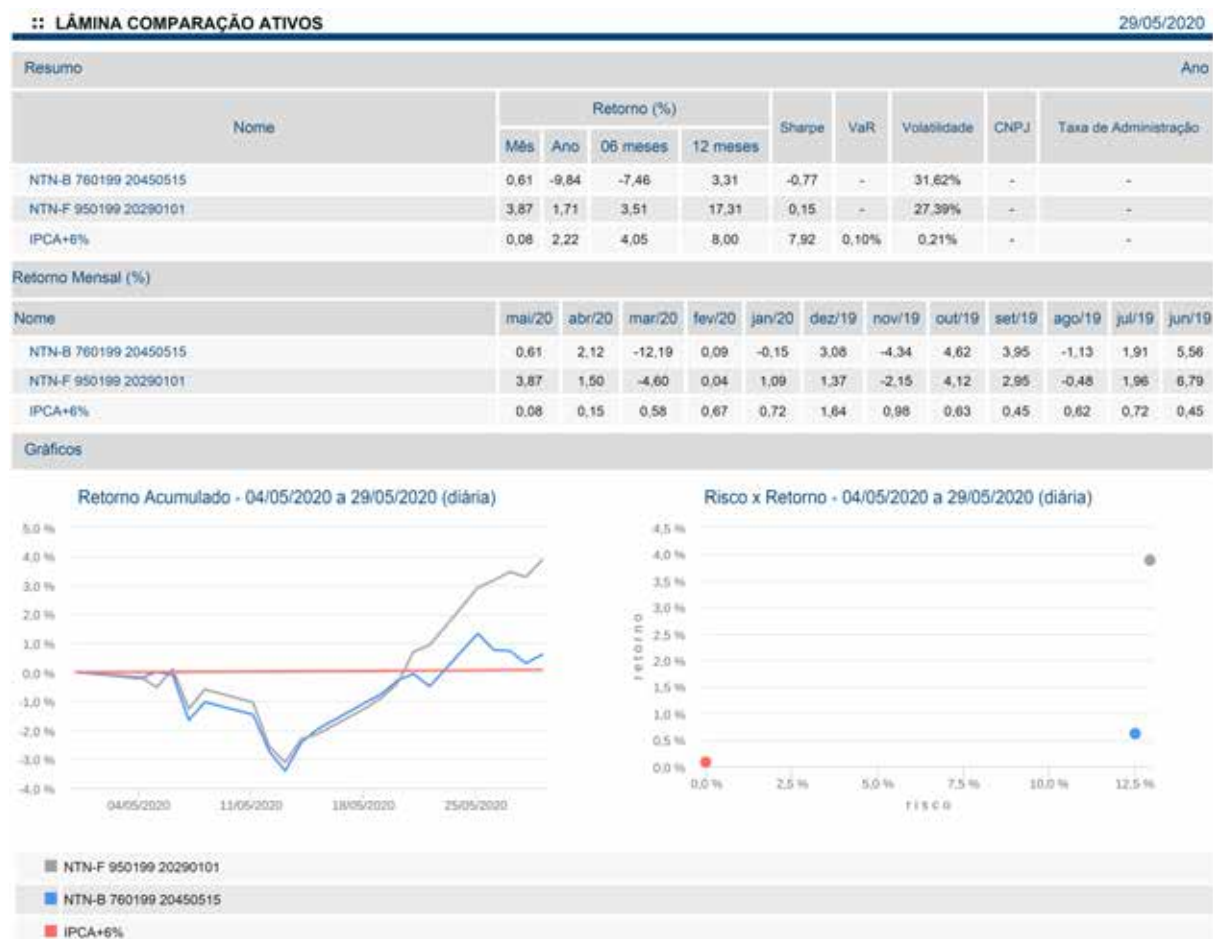 :: LÂMINA COMPARAÇÃO ATIVOS 29/05/2020
Resumo Ano
Nome Retorno (%) Sharpe VaR Volatilidade CNPJ Taxa de Administração
Mês Ano 06 meses 12 meses
NTN-B 760199 20450515 0,61 -9,84 -7,46 3,31 -0,77 - 31,62% - -
NTN-F 950199 20290101 3,87 1,71 3,51 17,31 0,15 - 27,39% - -
IPCA+6% 0,08 2,22 4,05 8,00 7,92 0,10% 0,21% - -
Retorno Mensal (%)
Nome mai/20 abr/20 mar/20 fev/20 jan/20 dez/19 nov/19 out/19 set/19 ago/19 jul/19 jun/19
NTN-B 760199 20450515 0,61 2,12 -12,19 0,09 -0,15 3,08 -4,34 4,62 3,95 -1,13 1,91 5,56
NTN-F 950199 20290101 3,87 1,50 -4,60 0,04 1,09 1,37 -2,15 4,12 2,95 -0,48 1,96 6,79
IPCA+6% 0,08 0,15 0,58 0,67 0,72 1,64 0,98 0,63 0,45 0,62 0,72 0,45
Gráficos
Retorno Acumulado - 04/05/2020 a 29/05/2020 (diária)
5.0 %
4.0 %
3.0 %
2.0 %
1.0 %
0.0 %
-1.0 %
-2.0 %
-3.0 %
-4.0 %
04/05/2020 11/05/2020 18/05/2020 25/05/2020
Risco x Retorno - 04/05/2020 a 29/05/2020 (diária)
retorno
4,5 %
4,0 %
3,5 %
3,0 %
2,5 %
2,0 %
1,5 %
1,0 %
0,5 %
0,0 %
0,0 % 2,5 % 5,0 % 7,5 % 10,0 % 12,5 %
risco
NTN-F 950199 20290101
NTN-B 760199 20450515
IPCA+6%